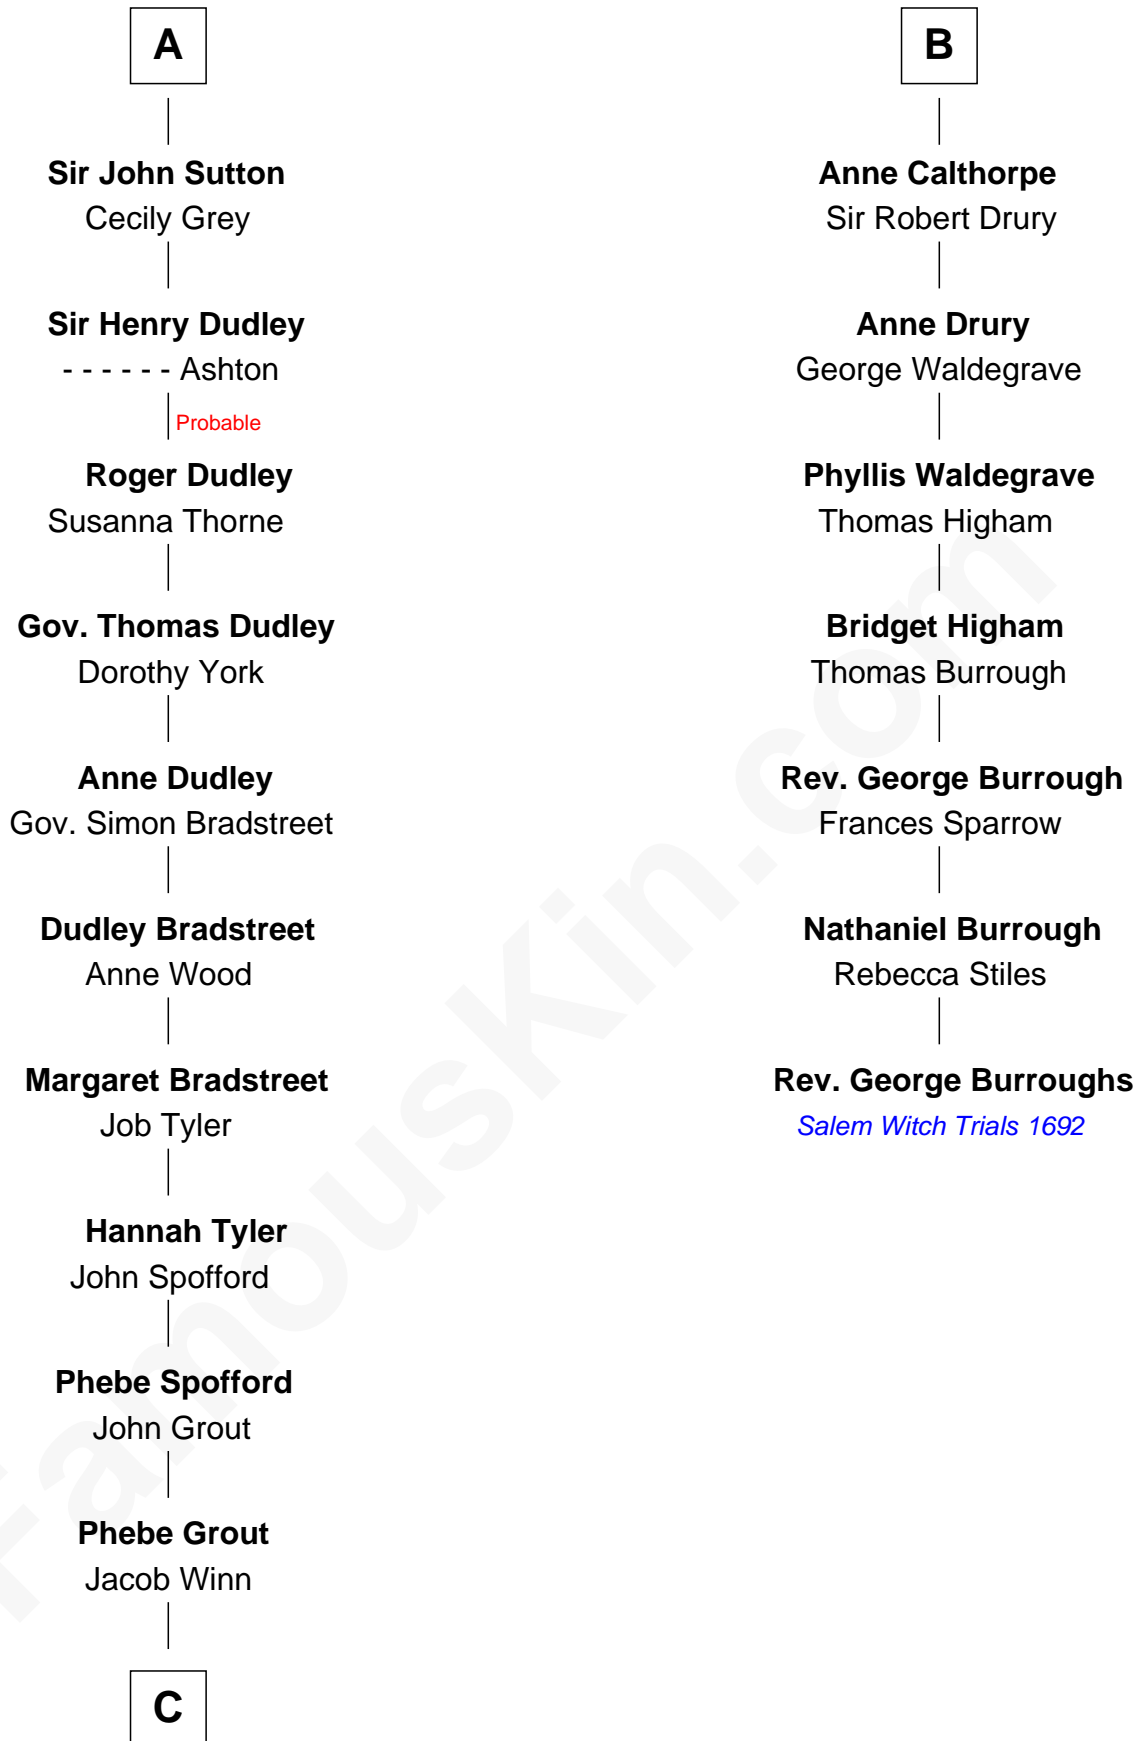 A
Sir John Sutton
Cecily Grey
Sir Henry Dudley
- - - - - - Ashton
Probable
Roger Dudley
Susanna Thorne
Gov. Thomas Dudley
Dorothy York
Anne Dudley
Gov. Simon Bradstreet
Dudley Bradstreet
Anne Wood
Margaret Bradstreet
Job Tyler
Hannah Tyler
John Spofford
Phebe Spofford
John Grout
Phebe Grout
Jacob Winn
C
B
Anne Calthorpe
Sir Robert Drury
Anne Drury
George Waldegrave
Phyllis Waldegrave
Thomas Higham
Bridget Higham
Thomas Burrough
Rev. George Burrough
Frances Sparrow
Nathaniel Burrough
Rebecca Stiles
Rev. George Burroughs
Salem Witch Trials 1692
FamousKin.com